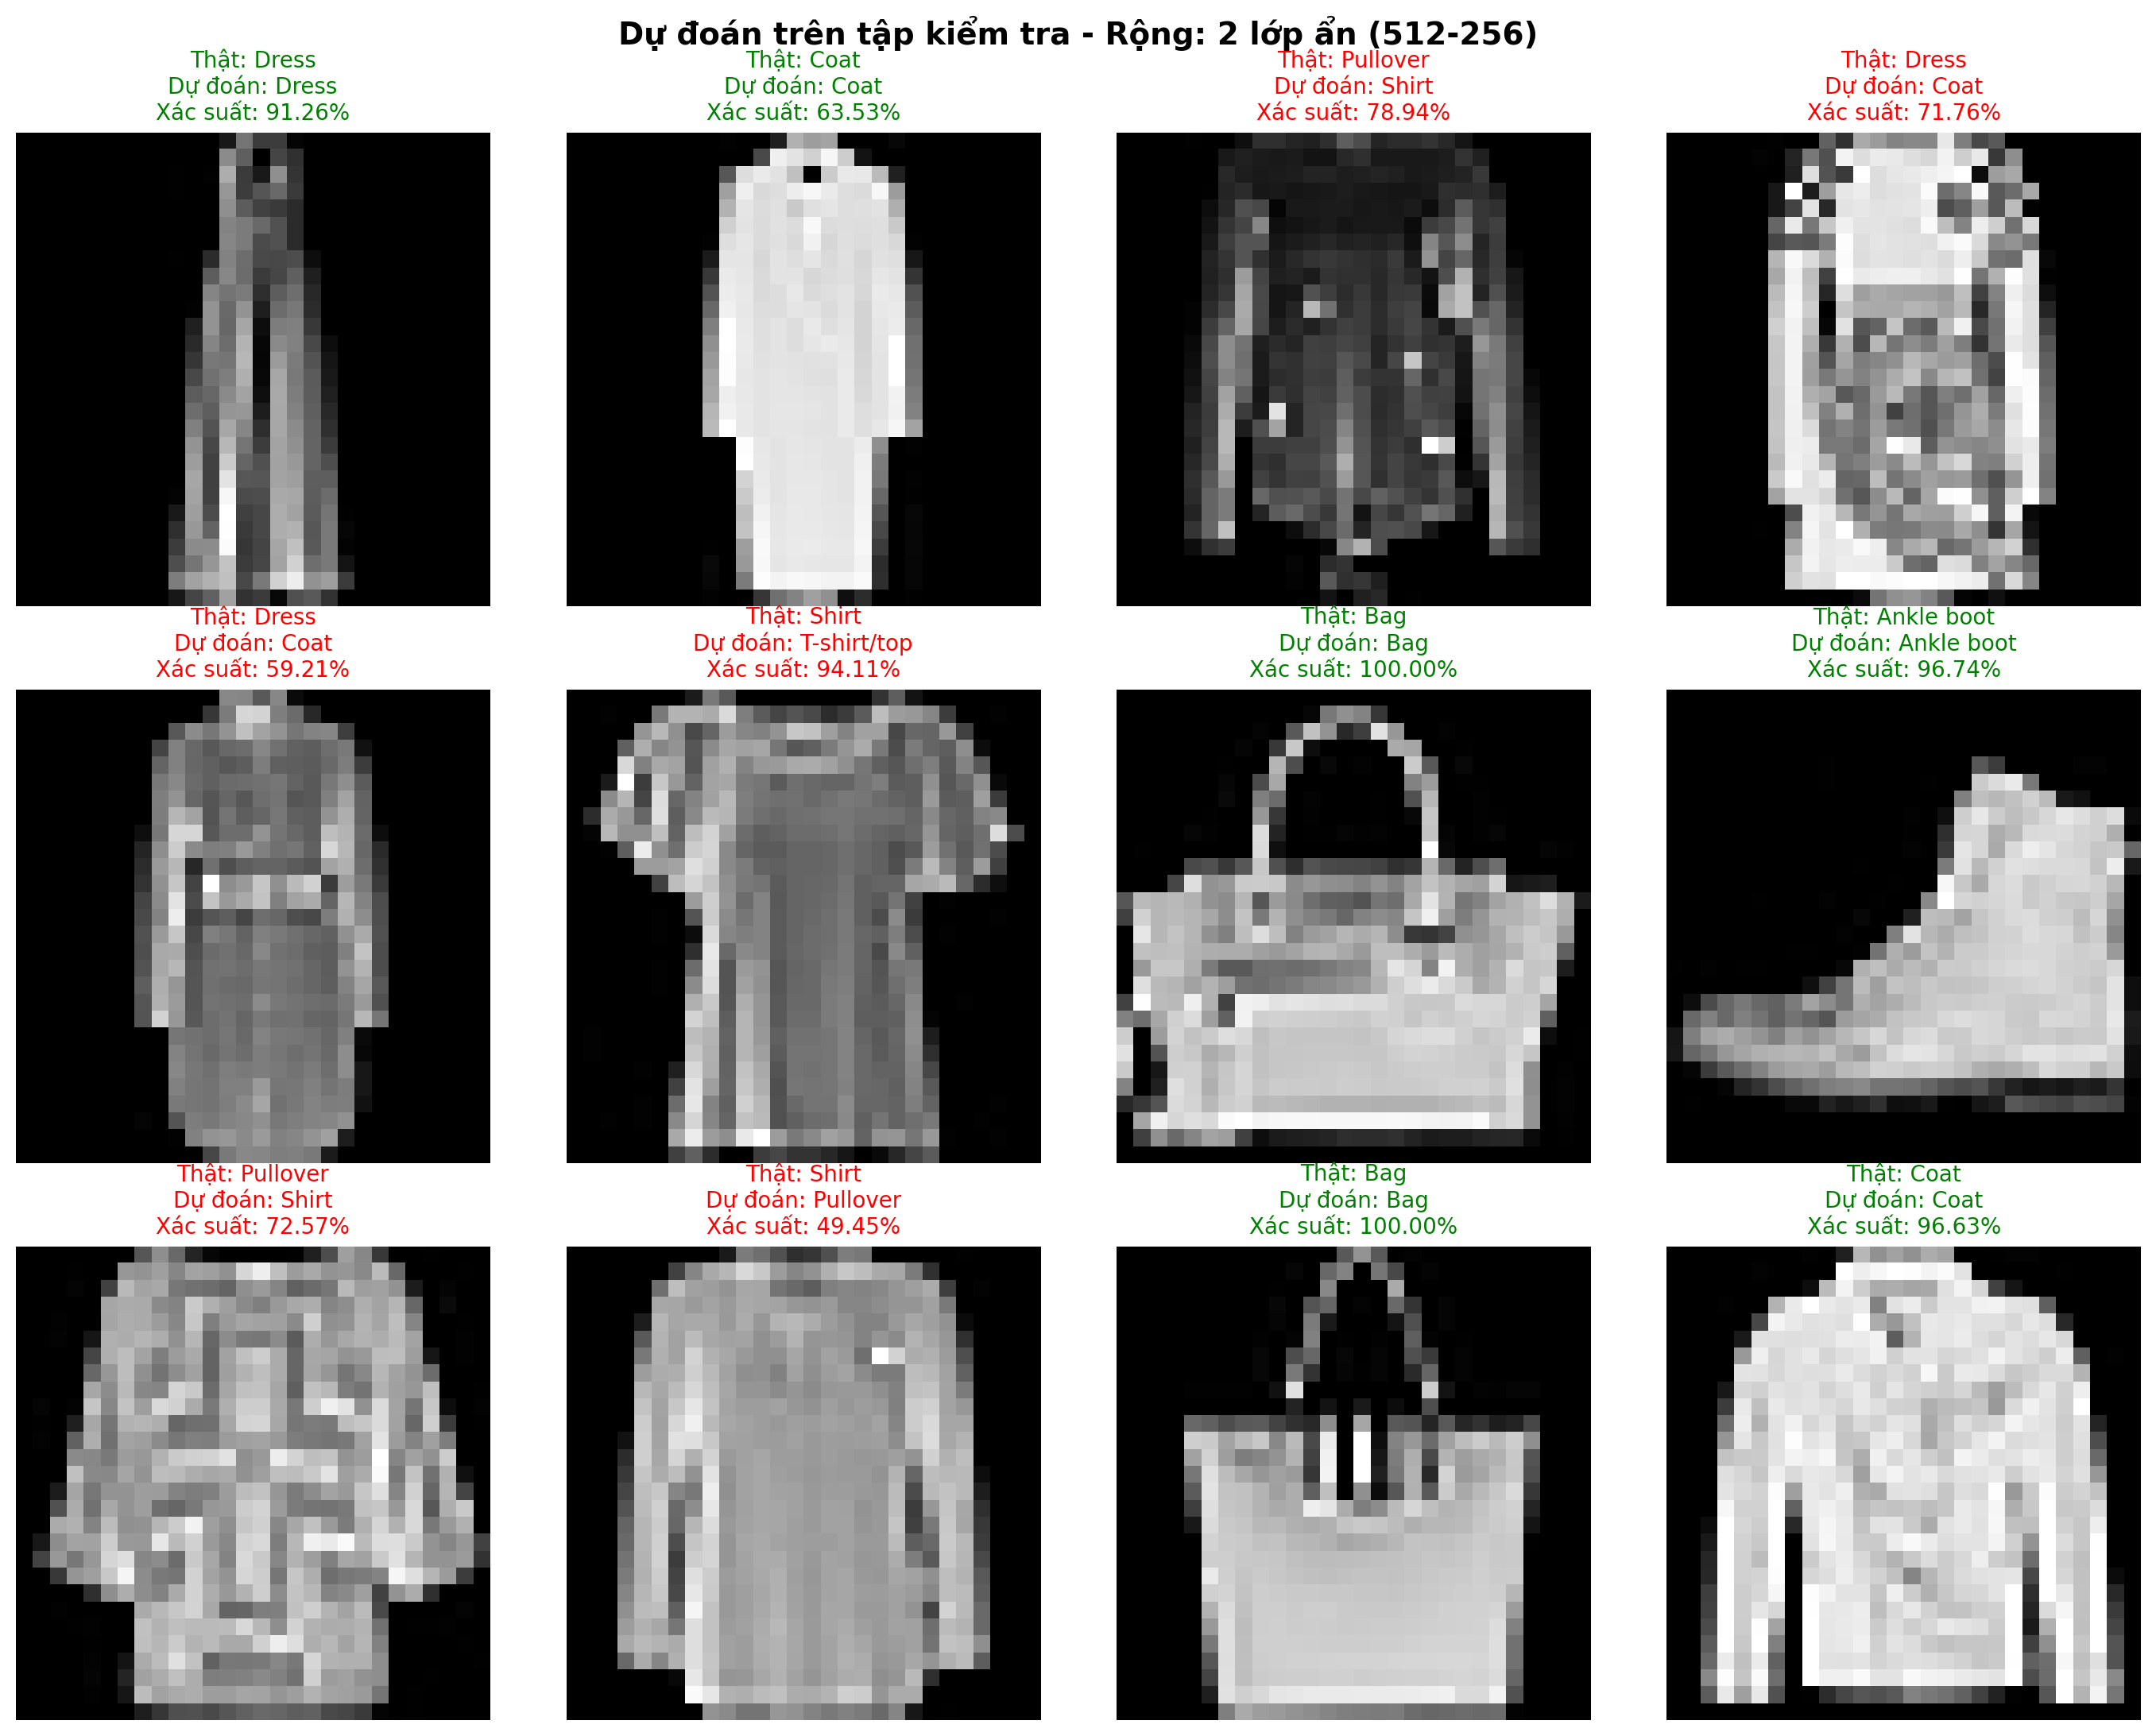 Dự đoán trên tập kiểm tra - Rộng: 2 lớp ẩn (512-256)
Thật: Dress
Dự đoán: Dress
Xác suất: 91.26%
Thật: Coat
Dự đoán: Coat
Xác suất: 63.53%
Thật: Pullover
Dự đoán: Shirt
Xác suất: 78.94%
Thật: Dress
Dự đoán: Coat
Xác suất: 71.76%
Thật: Dress
Dự đoán: Coat
Xác suất: 59.21%
Thật: Shirt
Dự đoán: T-shirt/top
Xác suất: 94.11%
Thật: Bag
Dự đoán: Bag
Xác suất: 100.00%
Thật: Ankle boot
Dự đoán: Ankle boot
Xác suất: 96.74%
Thật: Pullover
Dự đoán: Shirt
Xác suất: 72.57%
Thật: Shirt
Dự đoán: Pullover
Xác suất: 49.45%
Thật: Bag
Dự đoán: Bag
Xác suất: 100.00%
Thật: Coat
Dự đoán: Coat
Xác suất: 96.63%